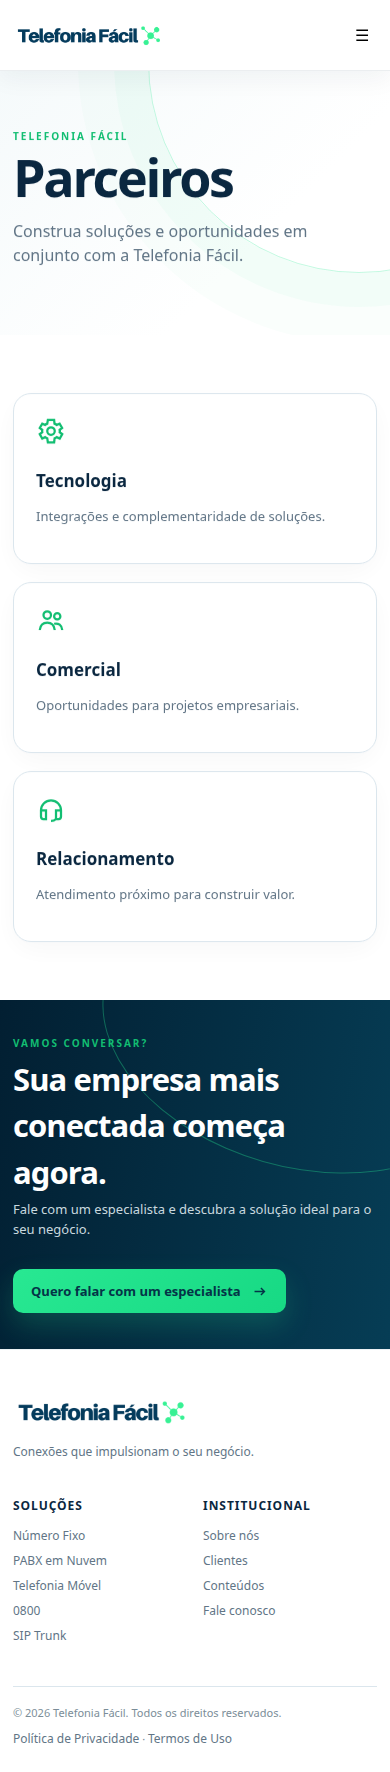 Telefonia Fácil
☰
TELEFONIA FÁCIL
Parceiros
Construa soluções e oportunidades em
conjunto com a Telefonia Fácil.
Tecnologia
Integrações e complementaridade de soluções.
Comercial
Oportunidades para projetos empresariais.
Relacionamento
Atendimento próximo para construir valor.
VAMOS CONVERSAR?
Sua empresa mais
conectada começa
agora.
Fale com um especialista e descubra a solução ideal para o
seu negócio.
Quero falar com um especialista →
Telefonia Fácil
Conexões que impulsionam o seu negócio.
SOLUÇÕES
Número Fixo
PABX em Nuvem
Telefonia Móvel
0800
SIP Trunk
INSTITUCIONAL
Sobre nós
Clientes
Conteúdos
Fale conosco
© 2026 Telefonia Fácil. Todos os direitos reservados.
Política de Privacidade · Termos de Uso